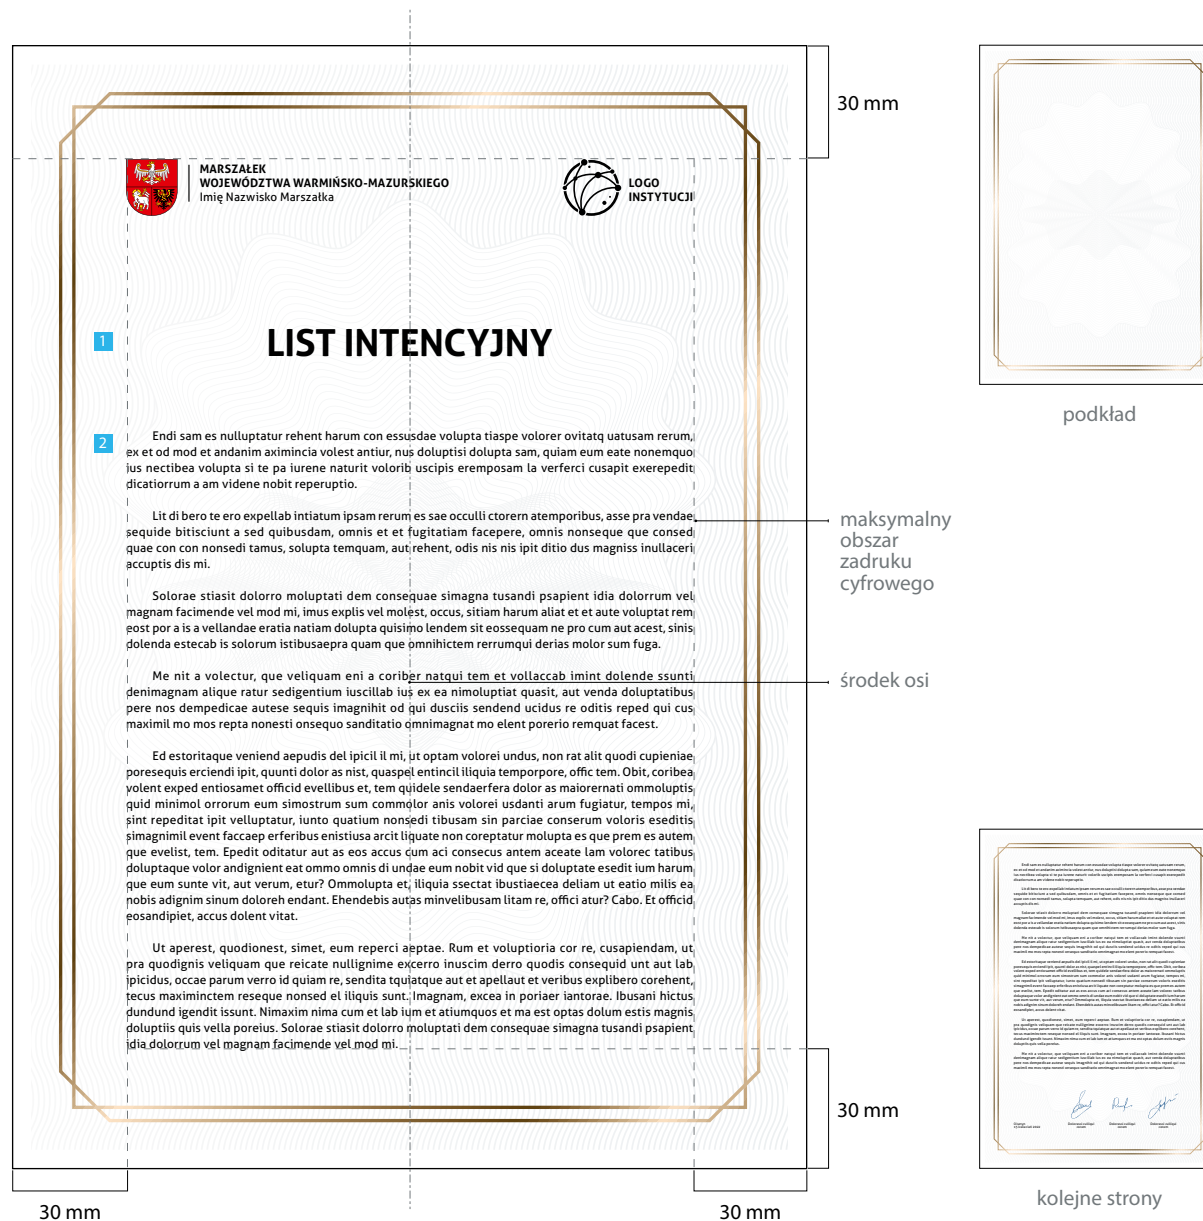 30 mm
MARSZAŁEK
WOJEWÓDZTWA WARMIŃSKO-MAZURSKIEGO
Imię Nazwisko Marszałka
LOGO
INSTYTUCJI
1
LIST INTENCYJNY
podkład
2
Endi sam es nulluptatur rehent harum con essusdae volupta tiaspe volorer ovitatq uatusam rerum,
ex et od mod et andanim aximincia volest antiur, nus doluptisi dolupta sam, quiam eum eate nonemquo
ius nectibea volupta si te pa iurene naturit volorib uscipis eremposam la verferci cusapit exerepedit
dicatiorrum a am videne nobit reperuptio.
Lit di bero te ero expellab intiatum ipsam rerum es sae occulli ctorern atemporibus, asse pra vendae
sequide bitisciunt a sed quibusdam, omnis et et fugitatiam facepere, omnis nonseque que consed
quae con con nonsedi tamus, solupta temquam, aut rehent, odis nis nis ipit ditio dus magniss inullaceri
accuptis dis mi.
maksymalny
obszar
zadruku
cyfrowego
Solorae stiasit dolorro moluptati dem consequae simagna tusandi psapient idia dolorrum vel
magnam facimende vel mod mi, imus explis vel molest, occus, sitiam harum aliat et et aute voluptat rem
eost por a is a vellandae eratia natiam dolupta quisimo lendem sit eossequam ne pro cum aut acest, sinis
dolenda estecab is solorum istibusaepra quam que omnihictem rerrumqui derias molor sum fuga.
Me nit a volectur, que veliquam eni a coriber natqui tem et vollaccab imint dolende ssunti
denimagnam alique ratur sedigentium iuscillab ius ex ea nimoluptiat quasit, aut venda doluptatibus
pere nos dempedicae autese sequis imagnihit od qui dusciis sendend ucidus re oditis reped qui cus
maximil mo mos repta nonesti onsequo sanditatio omnimagnat mo elent porerio remquat facest.
środek osi
Ed estoritaque veniend aepudis del ipicil il mi, ut optam volorei undus, non rat alit quodi cupieniae
poresequis erciendi ipit, quunti dolor as nist, quaspel entincil iliquia temporpore, offic tem. Obit, coribea
volent exped entiosamet officid evellibus et, tem quidele sendaerfera dolor as maiorernati ommoluptis
quid minimol orrorum eum simostrum sum commolor anis volorei usdanti arum fugiatur, tempos mi,
sint repeditat ipit velluptatur, iunto quatium nonsedi tibusam sin parciae conserum voloris eseditis
simagnimil event faccaep erferibus enistiusa arcit liquate non coreptatur molupta es que prem es autem
que evelist, tem. Epedit oditatur aut as eos accus cum aci consecus antem aceate lam volorec tatibus
doluptaque volor andignient eat ommo omnis di undae eum nobit vid que si doluptate esedit ium harum
que eum sunte vit, aut verum, etur? Ommolupta et, iliquia ssectat ibustiaecea deliam ut eatio milis ea
nobis adignim sinum doloreh endant. Ehendebis autas minvelibusam litam re, offici atur? Cabo. Et officid
eosandipiet, accus dolent vitat.
Ut aperest, quodionest, simet, eum reperci aeprae. Rum et voluptioria cor re, cusapiendam, ut
pra quodignis veliquam que reicate nullignime excerro inuscim derro quodis consequid unt aut lab
ipicidus, occae parum verro id quiam re, sendita tquiatque aut et apellaut et veribus explibero corehent,
tecus maximinctem reseque nonsed el iliquis sunt. Imagnam, excea in poriaer iantorae. Ibusani hictus
dundund igendit issunt. Nimaxim nima cum et lab ium et atiumquos et ma est optas dolum estis magnis
doluptiis quis vella poreius. Solorae stiasit dolorro moluptati dem consequae simagna tusandi psapient
idia dolorrum vel magnam facimende vel mod mi.
30 mm
30 mm
30 mm
kolejne strony